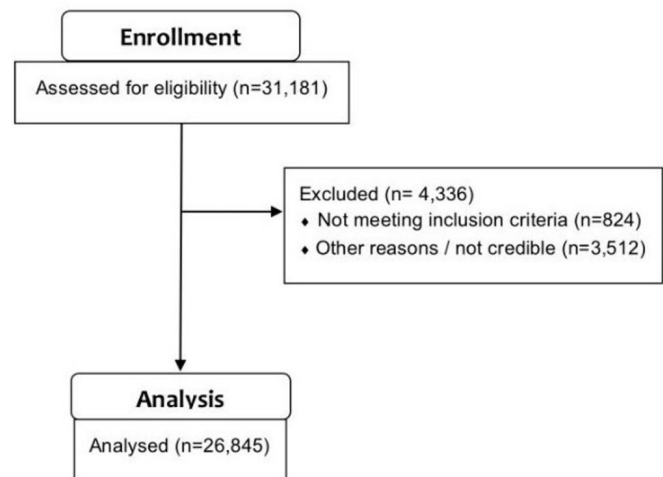 Enrollment
Assessed for eligibility (n=31,181)
Excluded (n= 4,336)
♦ Not meeting inclusion criteria (n=824)
♦ Other reasons / not credible (n=3,512)
Analysis
Analysed (n=26,845)